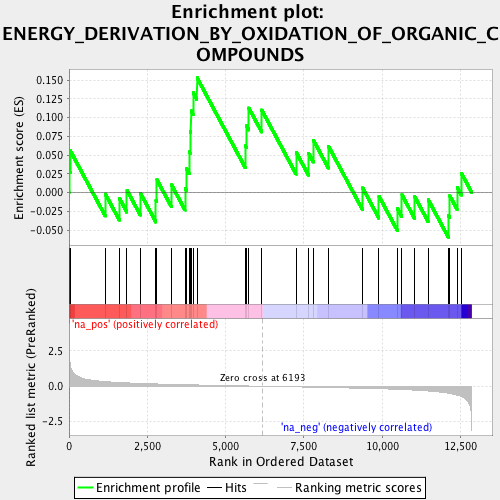 Enrichment plot:
ENERGY_DERIVATION_BY_OXIDATION_OF_ORGANIC_C
OMPOUNDS
Enrichment score (ES)
0.150
0.125
0.100
0.075
0.050
0.025
0.000
-0.025
-0.050
'na_pos' (positively correlated)
Ranked list metric (PreRanked)
2.5
0.0
-2.5
Zero cross at 6193
'na_neg' (negatively correlated)
0
2,500
5,000
7,500
10,000
12,500
Rank in Ordered Dataset
Enrichment profile
Hits
Ranking metric scores